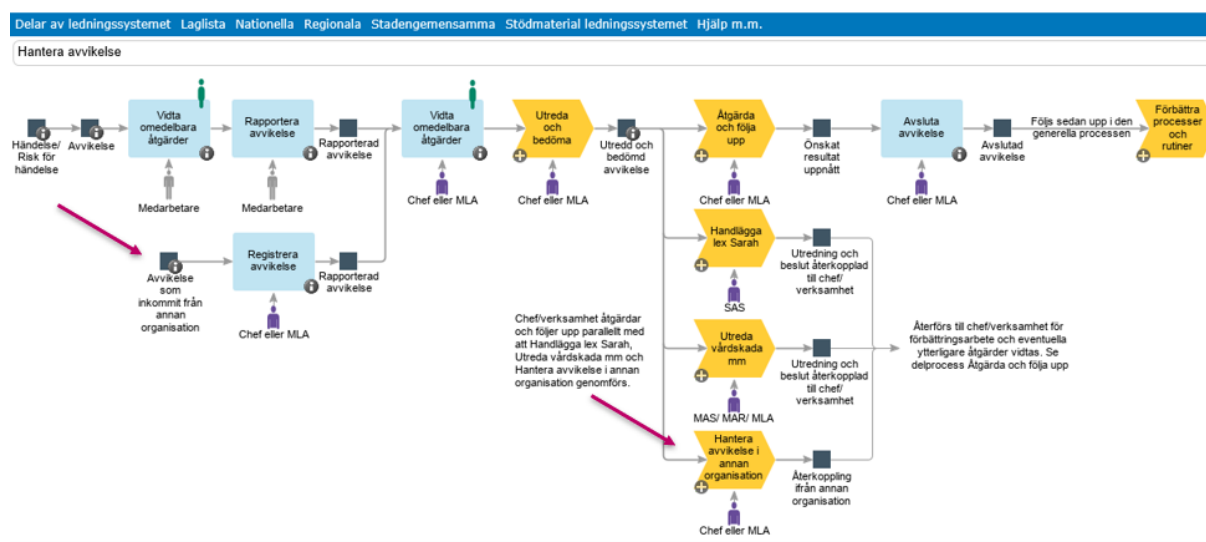 Delar av ledningssystemet Laglista Nationella Regionala Stadengemensamma Stödmaterial ledningssystemet Hjälp m.m.
Hantera avvikelse
Händelse/
Risk för
händelse
Avvikelse
Vidta
omedelbara
åtgärder
Medarbetare
Rapportera
avvikelse
Medarbetare
Rapporterad
avvikelse
Vidta
omedelbara
åtgärder
Chef eller MLA
Utreda
och
bedöma
Chef eller MLA
Utredd och
bedömd
avvikelse
Åtgärda
och följa
upp
Chef eller MLA
Önskat
resultat
uppnått
Avsluta
avvikelse
Chef eller MLA
Avslutad
avvikelse
Följs sedan upp i den
generella processen
Förbättra
processer
och
rutiner
Avvikelse
som
inkommit från
annan
organisation
Registrera
avvikelse
Chef eller MLA
Rapporterad
avvikelse
Handlägga
lex Sarah
SAS
Utredning och
beslut återkopplad
till chef/
verksamhet
Chef/verksamhet åtgärdar
och följer upp parallellt med
att Handlägga lex Sarah,
Utreda vårdskada mm och
Hantera avvikelse i annan
organisation genomförs.
Utreda
vårdskada
mm
MAS/ MAR/ MLA
Utredning och
beslut återkopplad
till chef/
verksamhet
Återförs till chef/verksamhet för
förbättringsarbete och eventuella
ytterligare åtgärder vidtas. Se
delprocess Åtgärda och följa upp
Hantera
avvikelse i
annan
organisation
Chef eller MLA
Återkoppling
ifrån annan
organisation